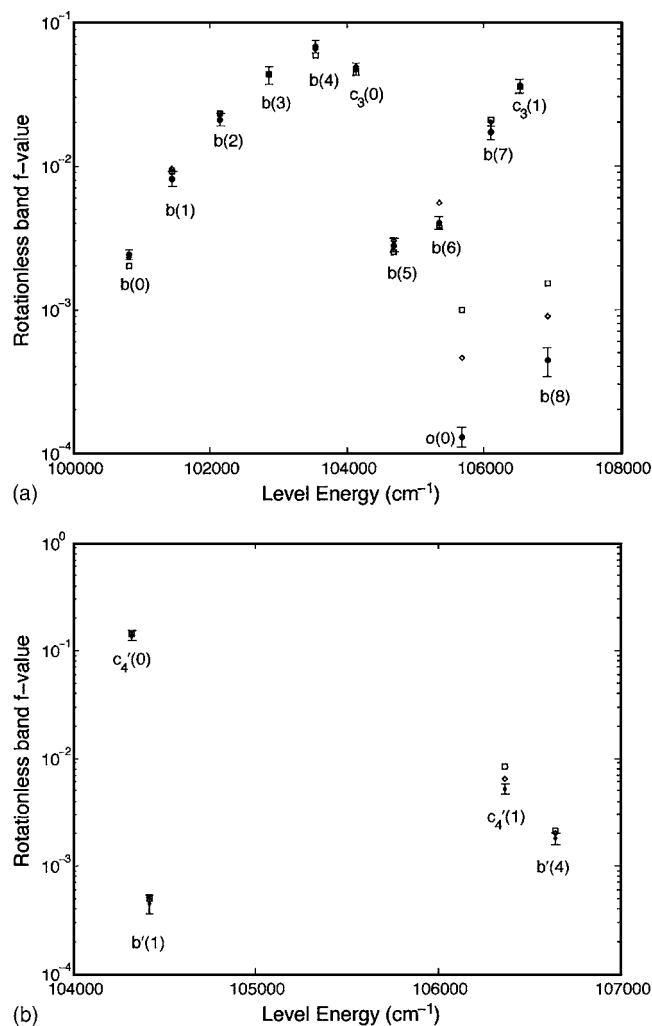 10⁻¹
10⁻²
10⁻³
10⁻⁴
Rotationless band f−value
b(0)
b(1)
b(2)
b(3)
b(4)
c₃(0)
b(5)
b(6)
o(0)
b(7)
c₃(1)
b(8)
100000 102000 104000 106000 108000
Level Energy (cm⁻¹)
(a)
10⁰
10⁻¹
10⁻²
10⁻³
10⁻⁴
Rotationless band f−value
c₄'(0)
b'(1)
c₄'(1)
b'(4)
104000 105000 106000 107000
Level Energy (cm⁻¹)
(b)